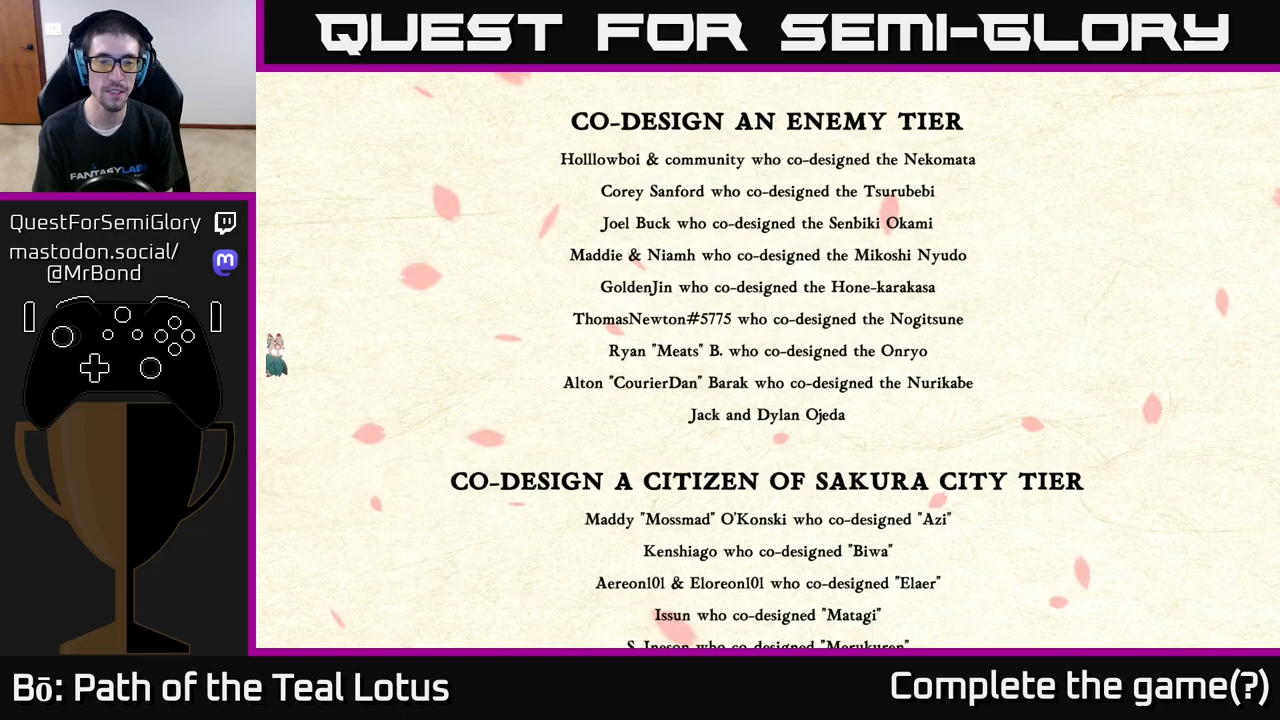 QUEST FOR SEMI-GLORY
FANTASYLABS
QuestForSemiGlory
mastodon.social/
@MrBond
CO-DESIGN AN ENEMY TIER
Holllowboi & community who co-designed the Nekomata
Corey Sanford who co-designed the Tsurubebi
Joel Buck who co-designed the Senbiki Okami
Maddie & Niamh who co-designed the Mikoshi Nyudo
GoldenJin who co-designed the Hone-karakasa
ThomasNewton#5775 who co-designed the Nogitsune
Ryan "Meats" B. who co-designed the Onryo
Alton "CourierDan" Barak who co-designed the Nurikabe
Jack and Dylan Ojeda
CO-DESIGN A CITIZEN OF SAKURA CITY TIER
Maddy "Mossmad" O'Konski who co-designed "Azi"
Kenshiago who co-designed "Biwa"
Aereon101 & Eloreon101 who co-designed "Elaer"
Issun who co-designed "Matagi"
S. Ineson who co-designed "Merukuron"
Bō: Path of the Teal Lotus
Complete the game(?)